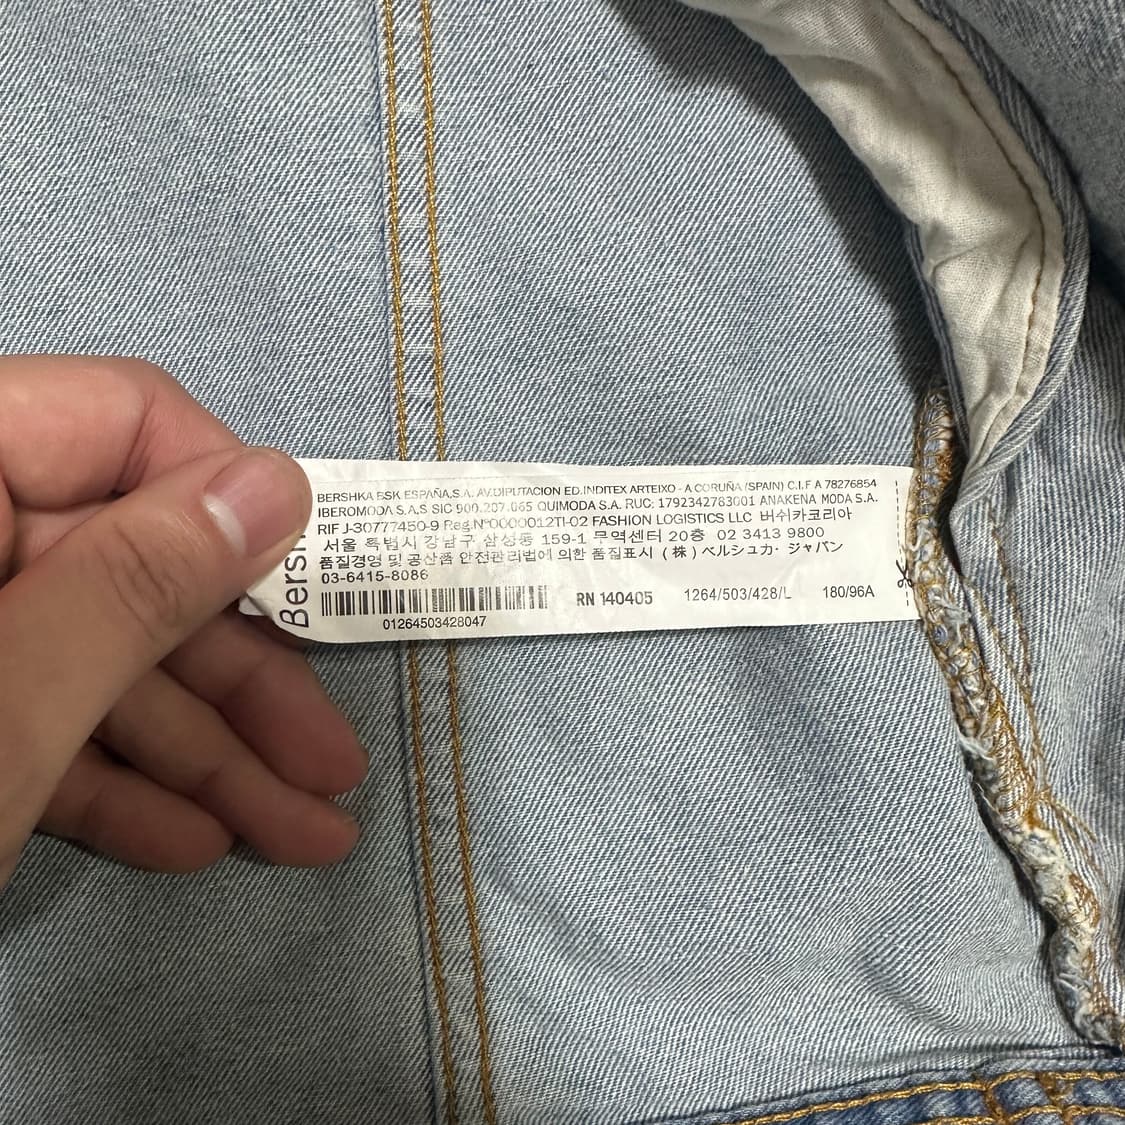 BERSHKA BSK ESPAÑA,S.A. AV.DIPUTACION ED.INDITEX ARTEIXO - A CORUÑA (SPAIN) C.I.F A 78276854
IBEROMODA S.A.S SIC 900.207.065 QUIMODA S.A. RUC: 1792342783001 ANAKENA MODA S.A.
RIF J-30777450-9 Reg.Nº0000012TI-02 FASHION LOGISTICS LLC 버쉬카코리아
서울 특범시 강남구 삼성동 159-1 무역센터 20층 02 3413 9800
품질경영 및 공산품 안전관리법에 의한 품질표시 (株) ベルシュカ・ジャパン
03-6415-8086
01264503428047
RN 140405
1264/503/428/L
180/96A
Bersh